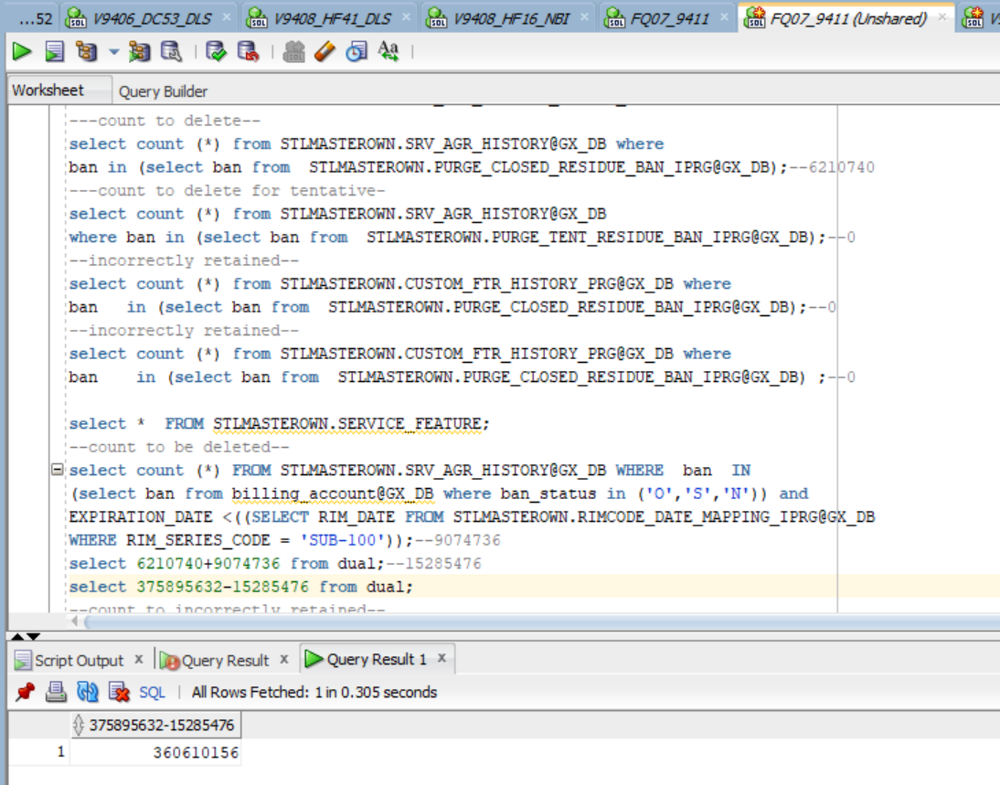 ...52 V9406_DC53_DLS V9408_HF41_DLS V9408_HF16_NBI FQ07_9411 FQ07_9411 (Unshared)
Worksheet Query Builder
---count to delete--
select count (*) from STLMASTEROWN.SRV_AGR_HISTORY@GX_DB where
ban in (select ban from  STLMASTEROWN.PURGE_CLOSED_RESIDUE_BAN_IPRG@GX_DB);--6210740
---count to delete for tentative-
select count (*) from STLMASTEROWN.SRV_AGR_HISTORY@GX_DB
where ban in (select ban from  STLMASTEROWN.PURGE_TENT_RESIDUE_BAN_IPRG@GX_DB);--0
--incorrectly retained--
select count (*) from STLMASTEROWN.CUSTOM_FTR_HISTORY_PRG@GX_DB where
ban   in (select ban from  STLMASTEROWN.PURGE_CLOSED_RESIDUE_BAN_IPRG@GX_DB);--0
--incorrectly retained--
select count (*) from STLMASTEROWN.CUSTOM_FTR_HISTORY_PRG@GX_DB where
ban    in (select ban from  STLMASTEROWN.PURGE_CLOSED_RESIDUE_BAN_IPRG@GX_DB) ;--0
select *  FROM STLMASTEROWN.SERVICE_FEATURE;
--count to be deleted--
select count (*) FROM STLMASTEROWN.SRV_AGR_HISTORY@GX_DB WHERE  ban  IN
(select ban from billing_account@GX_DB where ban_status in ('O','S','N')) and
EXPIRATION_DATE <((SELECT RIM_DATE FROM STLMASTEROWN.RIMCODE_DATE_MAPPING_IPRG@GX_DB
WHERE RIM_SERIES_CODE = 'SUB-100'));--9074736
select 6210740+9074736 from dual;--15285476
select 375895632-15285476 from dual;
--count to incorrectly retained--
Script Output x Query Result x Query Result 1 x
SQL All Rows Fetched: 1 in 0.305 seconds
375895632-15285476
1 360610156